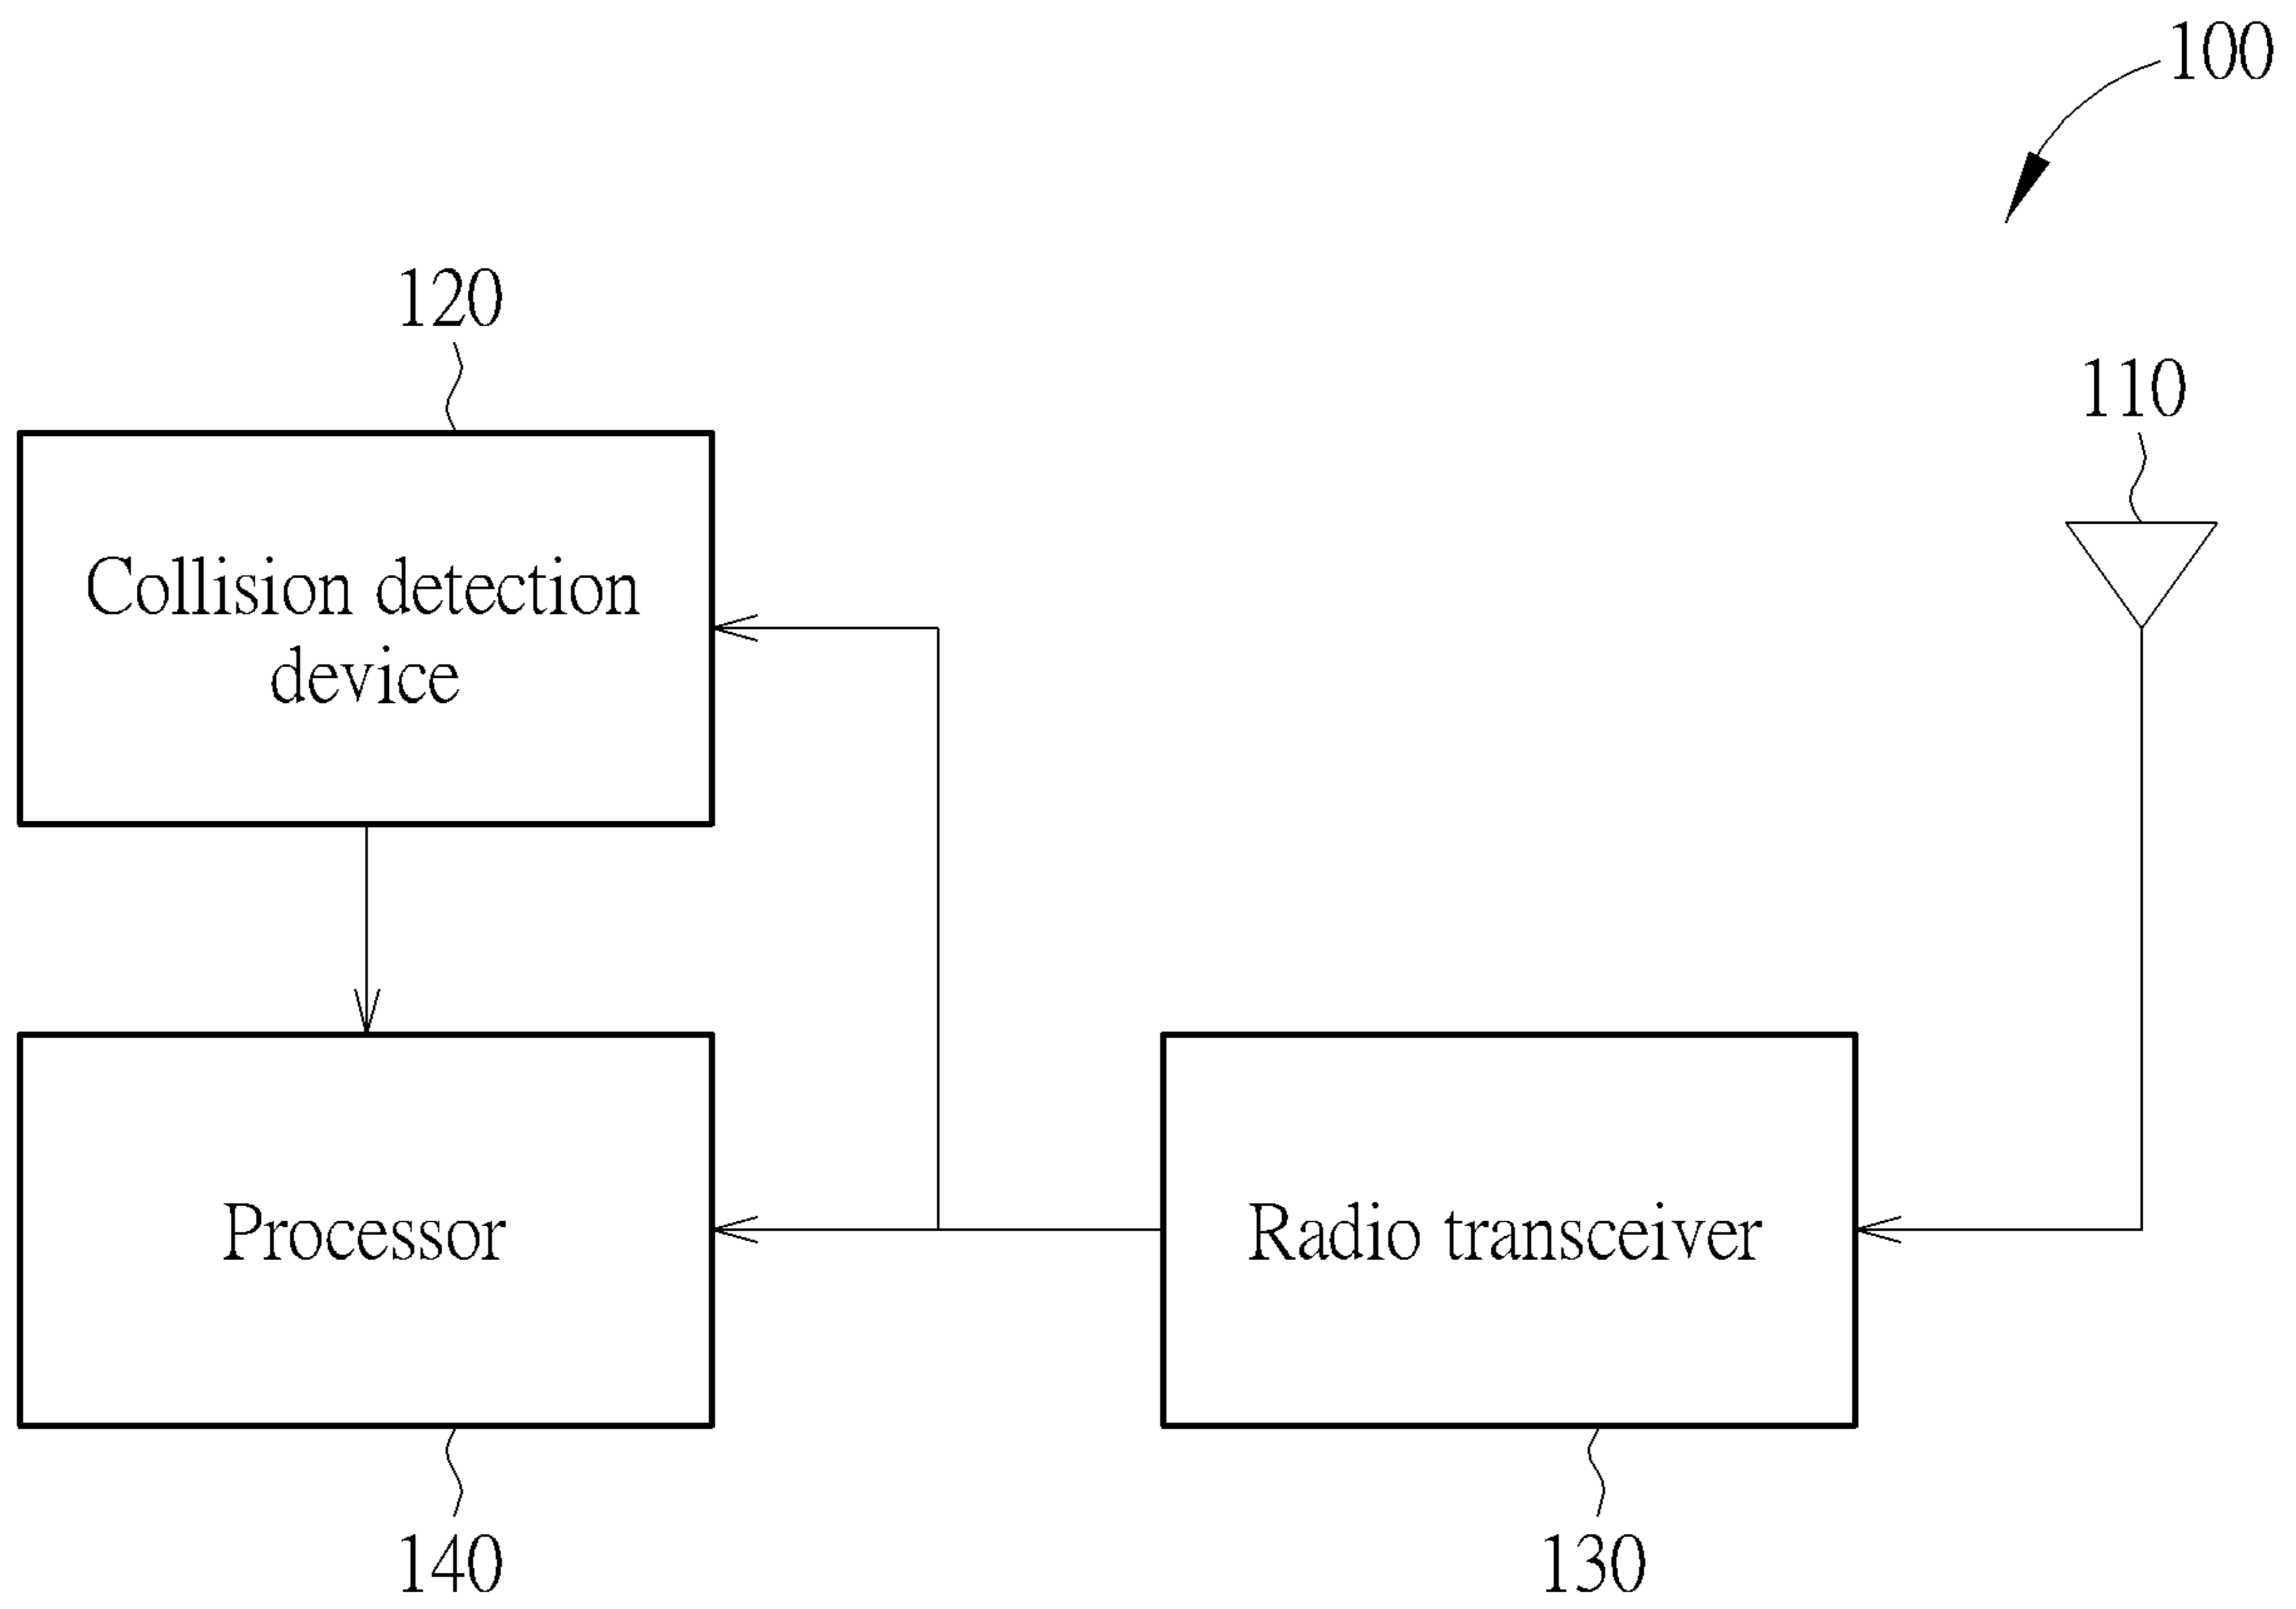 100
120
110
Collision detection
device
Processor
Radio transceiver
140
130